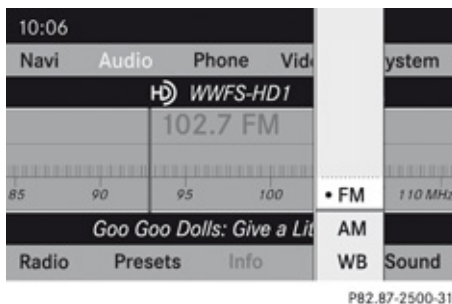 10:06
Navi Audio Phone Vid ystem
HD WWFS-HD1
102.7 FM
85 90 95 100 110 MHz
Goo Goo Dolls: Give a Lit
• FM
AM
WB
Radio Presets Info Sound
P82.87-2500-31